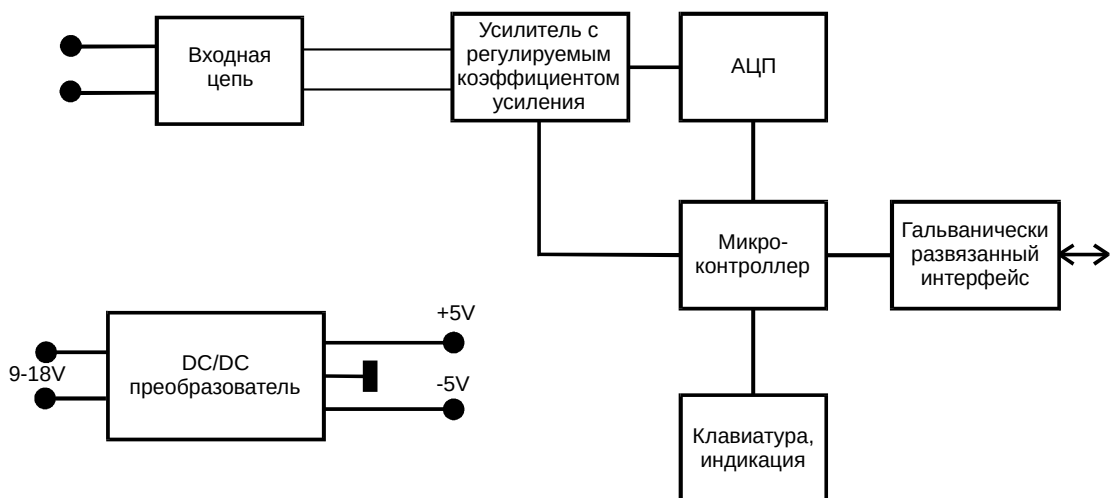 Входная
цепь
Усилитель с
регулируемым
коэффициентом
усиления
АЦП
Микро-
контроллер
Гальванически
развязанный
интерфейс
9-18V
DC/DC
преобразователь
+5V
-5V
Клавиатура,
индикация